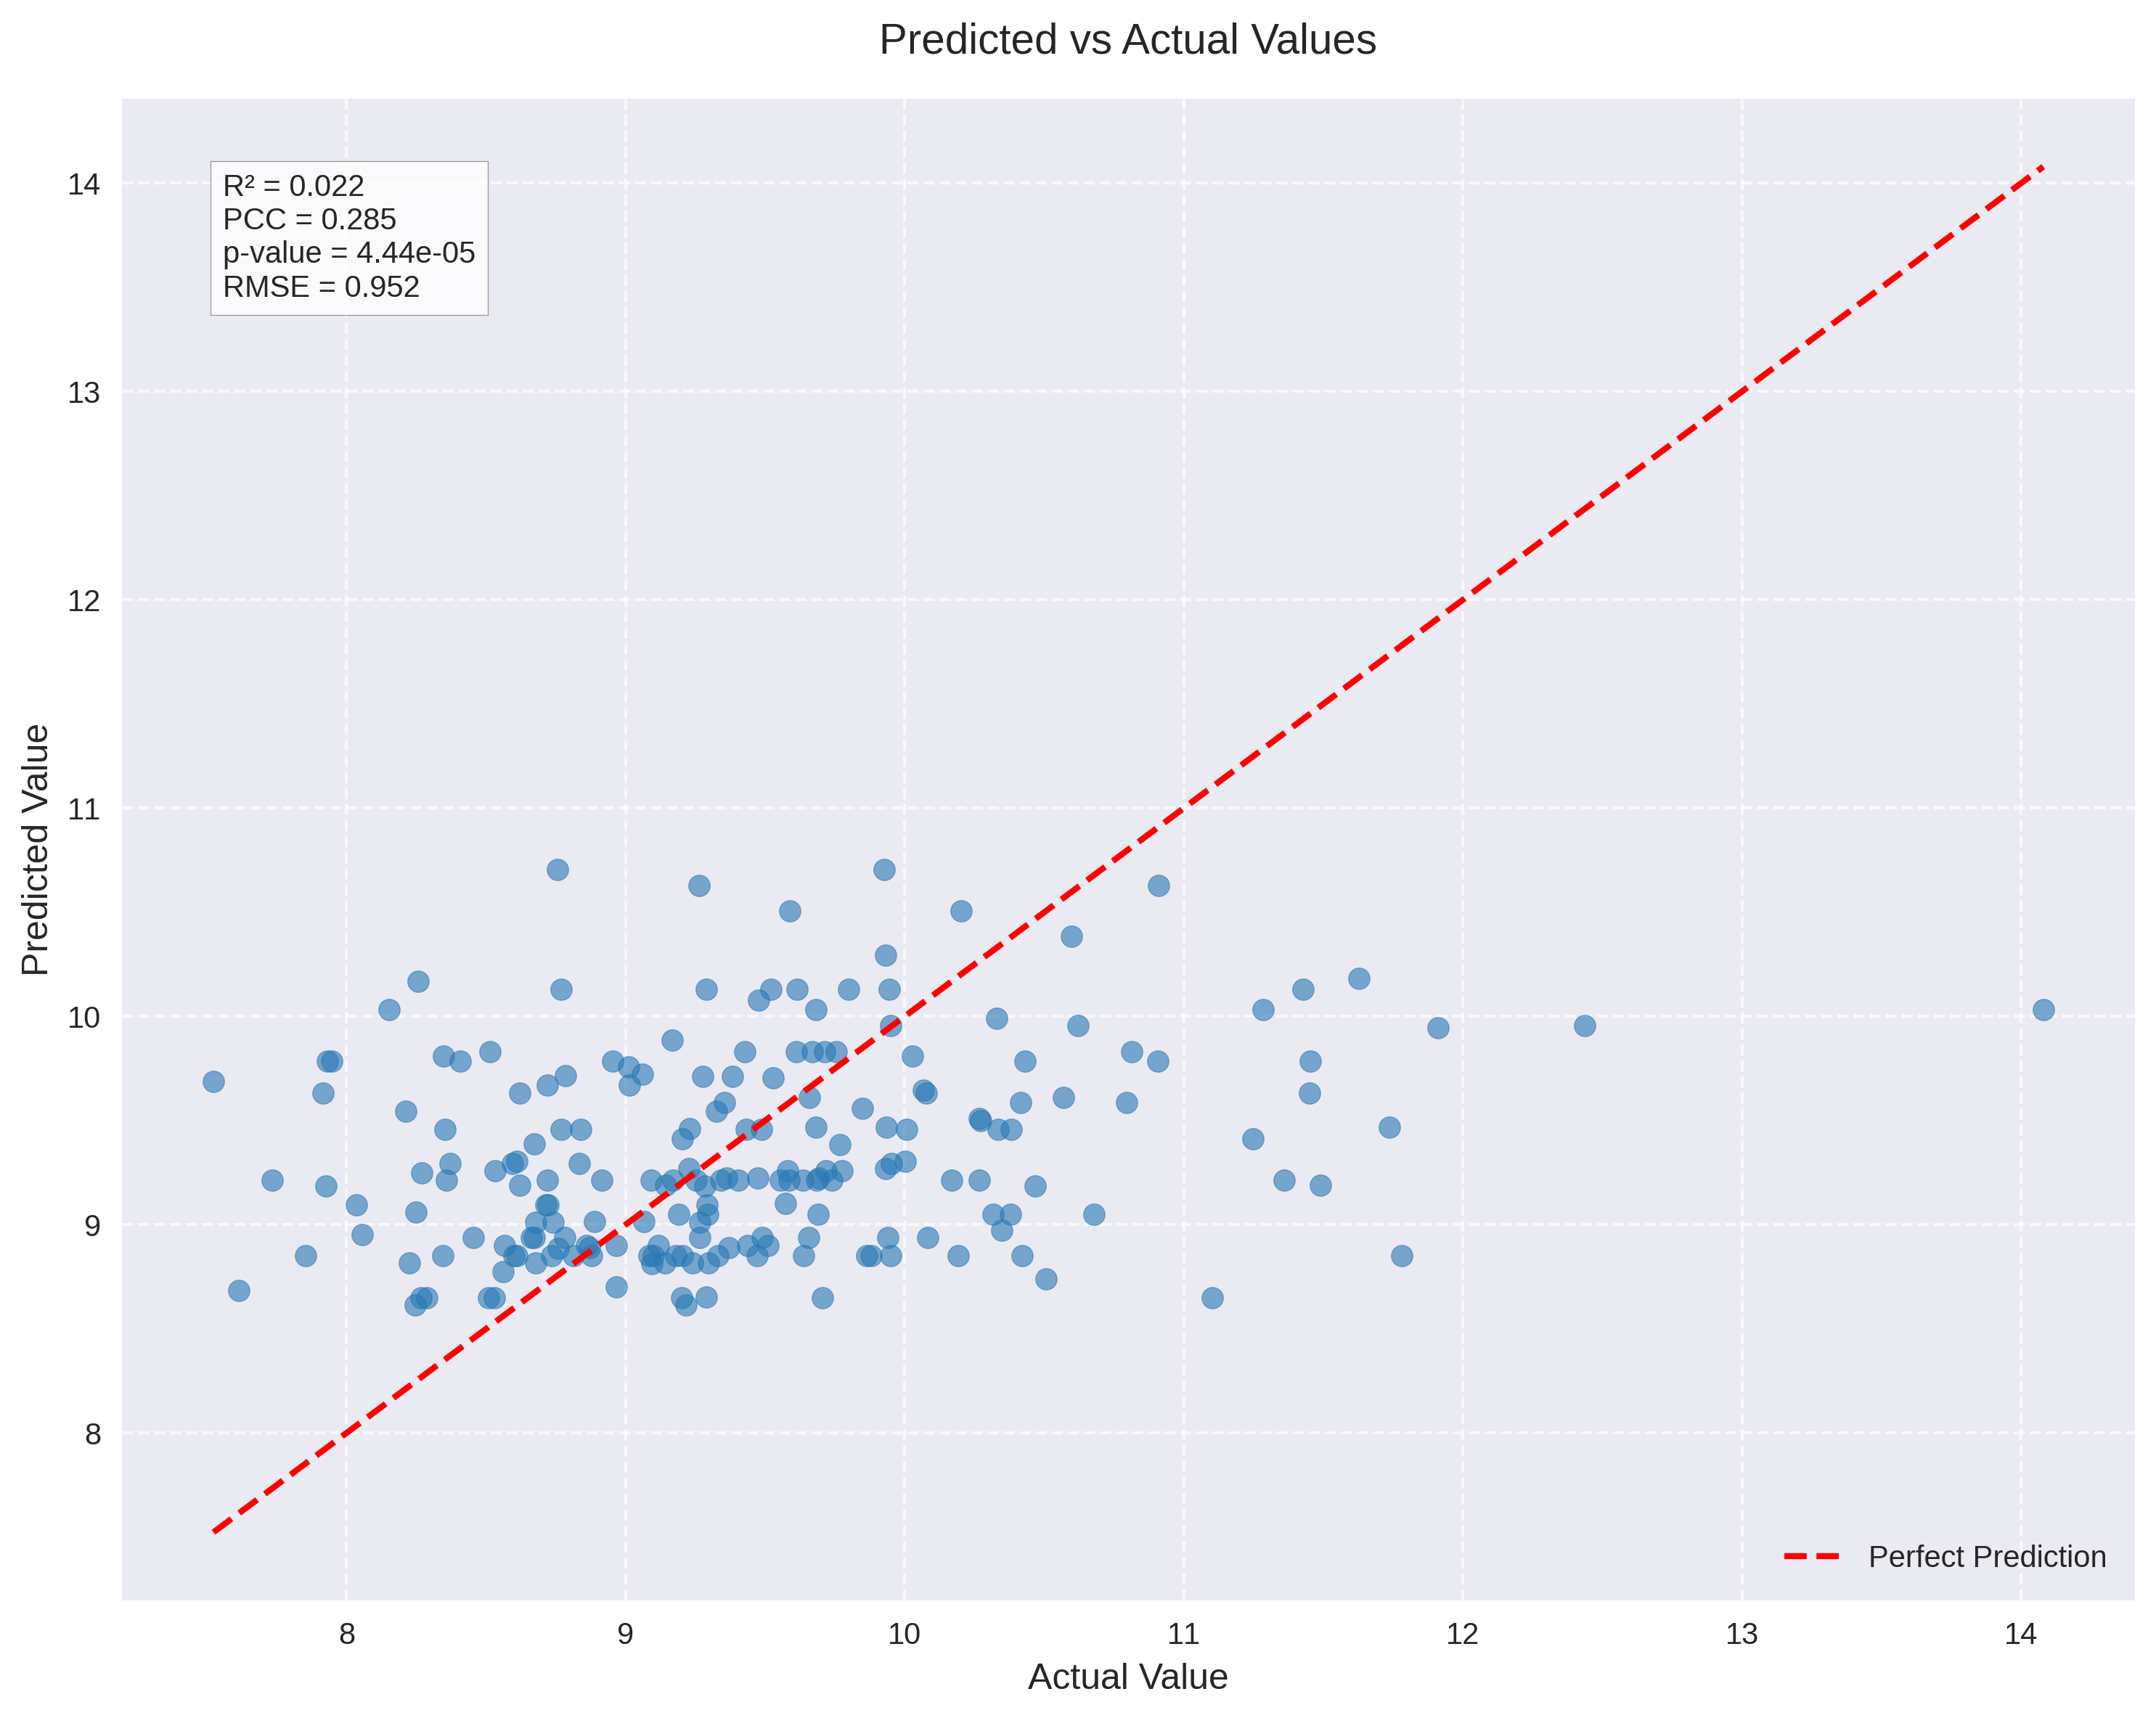 Predicted vs Actual Values
R² = 0.022
PCC = 0.285
p-value = 4.44e-05
RMSE = 0.952
14
13
12
11
10
9
8
Predicted Value
Perfect Prediction
8 9 10 11 12 13 14
Actual Value